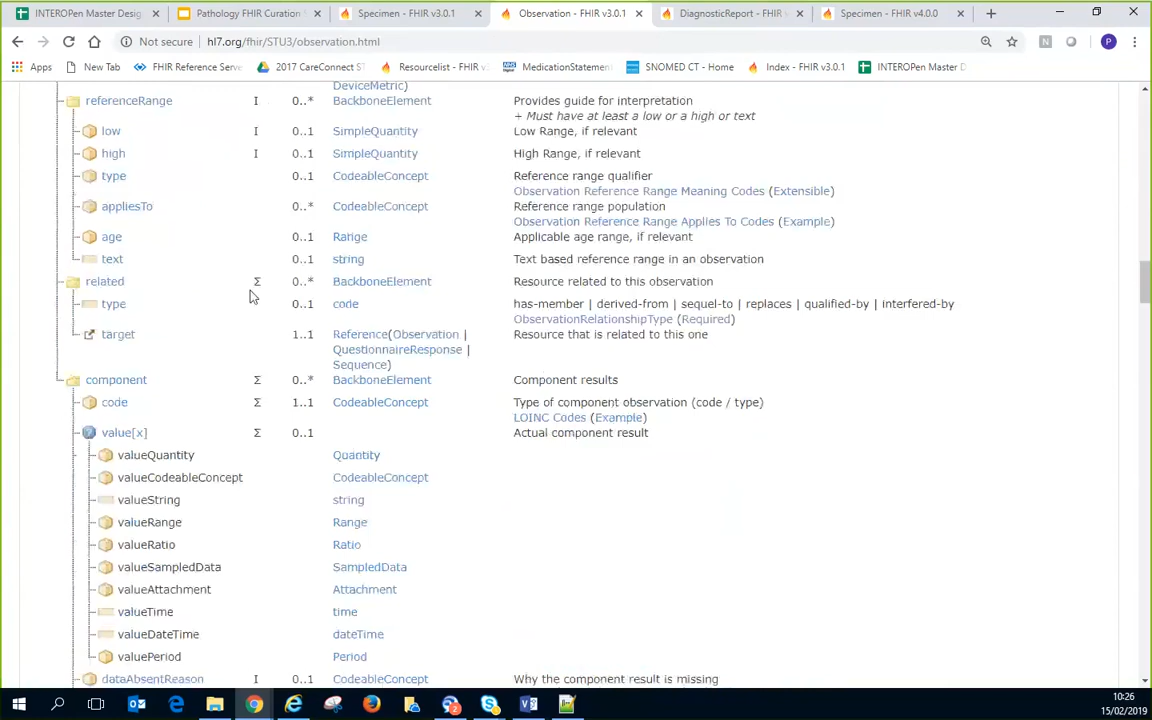 INTEROPen Master Design
Pathology FHIR Curation
Specimen - FHIR v3.0.1
Observation - FHIR v3.0.1
DiagnosticReport - FHIR v
Specimen - FHIR v4.0.0
Not secure
hl7.org/fhir/STU3/observation.html
P
Apps
New Tab
FHIR Reference Serve
2017 CareConnect ST
Resourcelist - FHIR v
MedicationStatement
SNOMED CT - Home
Index - FHIR v3.0.1
INTEROPen Master D
DeviceMetric)
referenceRange I 0..* BackboneElement Provides guide for interpretation
+ Must have at least a low or a high or text
low I 0..1 SimpleQuantity Low Range, if relevant
high I 0..1 SimpleQuantity High Range, if relevant
type 0..1 CodeableConcept Reference range qualifier
Observation Reference Range Meaning Codes (Extensible)
appliesTo 0..* CodeableConcept Reference range population
Observation Reference Range Applies To Codes (Example)
age 0..1 Range Applicable age range, if relevant
text 0..1 string Text based reference range in an observation
related Σ 0..* BackboneElement Resource related to this observation
type 0..1 code has-member | derived-from | sequel-to | replaces | qualified-by | interfered-by
ObservationRelationshipType (Required)
target 1..1 Reference(Observation | Resource that is related to this one
QuestionnaireResponse |
Sequence)
component Σ 0..* BackboneElement Component results
code Σ 1..1 CodeableConcept Type of component observation (code / type)
LOINC Codes (Example)
value[x] Σ 0..1 Actual component result
valueQuantity Quantity
valueCodeableConcept CodeableConcept
valueString string
valueRange Range
valueRatio Ratio
valueSampledData SampledData
valueAttachment Attachment
valueTime time
valueDateTime dateTime
valuePeriod Period
dataAbsentReason I 0..1 CodeableConcept Why the component result is missing
10:26
15/02/2019